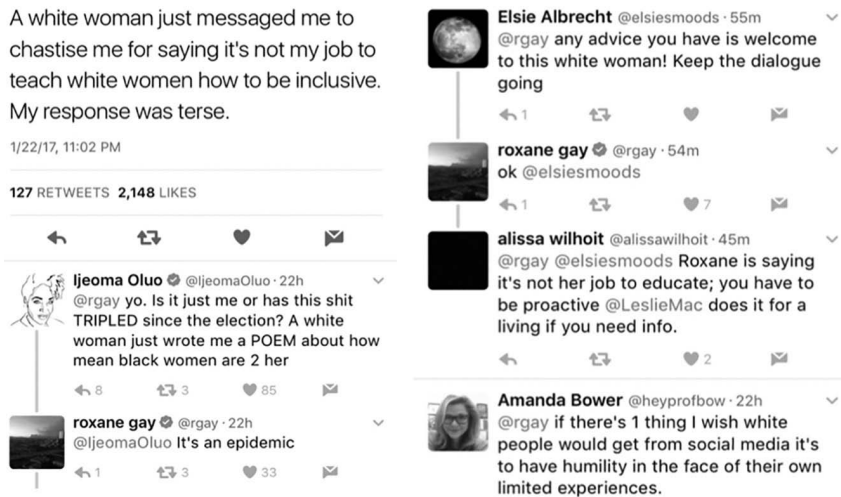 A white woman just messaged me to
chastise me for saying it's not my job to
teach white women how to be inclusive.
My response was terse.
1/22/17, 11:02 PM
127 RETWEETS 2,148 LIKES
Ijeoma Oluo @IjeomaOluo · 22h
@rgay yo. Is it just me or has this shit
TRIPLED since the election? A white
woman just wrote me a POEM about how
mean black women are 2 her
8 3 85
roxane gay @rgay · 22h
@IjeomaOluo It's an epidemic
1 3 33
Elsie Albrecht @elsiesmoods · 55m
@rgay any advice you have is welcome
to this white woman! Keep the dialogue
going
1
roxane gay @rgay · 54m
ok @elsiesmoods
1 7
alissa wilhoit @alissawilhoit · 45m
@rgay @elsiesmoods Roxane is saying
it's not her job to educate; you have to
be proactive @LeslieMac does it for a
living if you need info.
2
Amanda Bower @heyprofbow · 22h
@rgay if there's 1 thing I wish white
people would get from social media it's
to have humility in the face of their own
limited experiences.